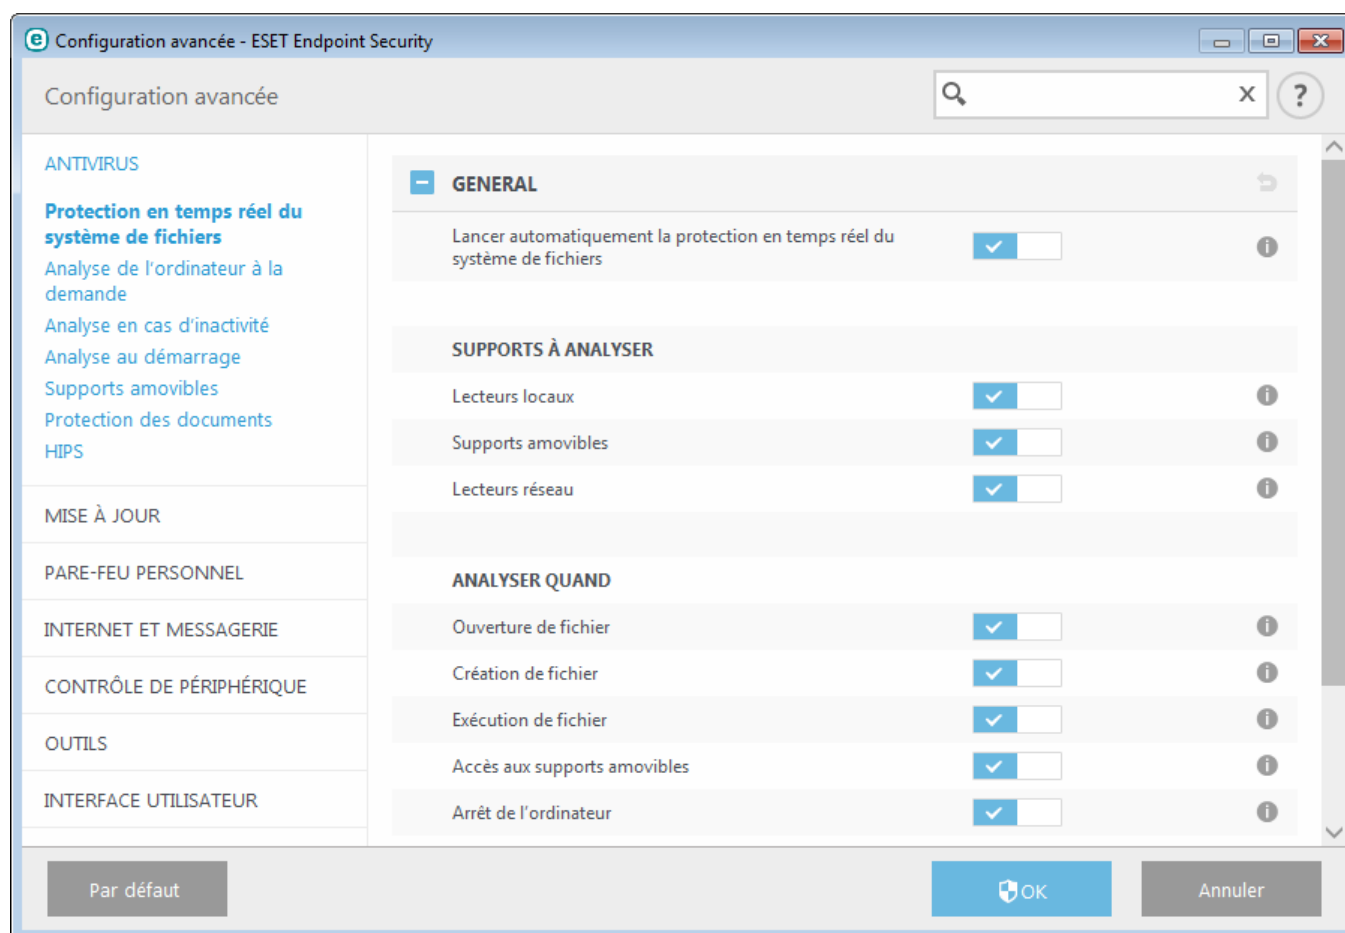 Configuration avancée - ESET Endpoint Security
Configuration avancée
?
ANTIVIRUS
Protection en temps réel du
système de fichiers
Analyse de l'ordinateur à la
demande
Analyse en cas d'inactivité
Analyse au démarrage
Supports amovibles
Protection des documents
HIPS
MISE À JOUR
PARE-FEU PERSONNEL
INTERNET ET MESSAGERIE
CONTRÔLE DE PÉRIPHÉRIQUE
OUTILS
INTERFACE UTILISATEUR
GENERAL
Lancer automatiquement la protection en temps réel du
système de fichiers
SUPPORTS À ANALYSER
Lecteurs locaux
Supports amovibles
Lecteurs réseau
ANALYSER QUAND
Ouverture de fichier
Création de fichier
Exécution de fichier
Accès aux supports amovibles
Arrêt de l'ordinateur
Par défaut
OK
Annuler